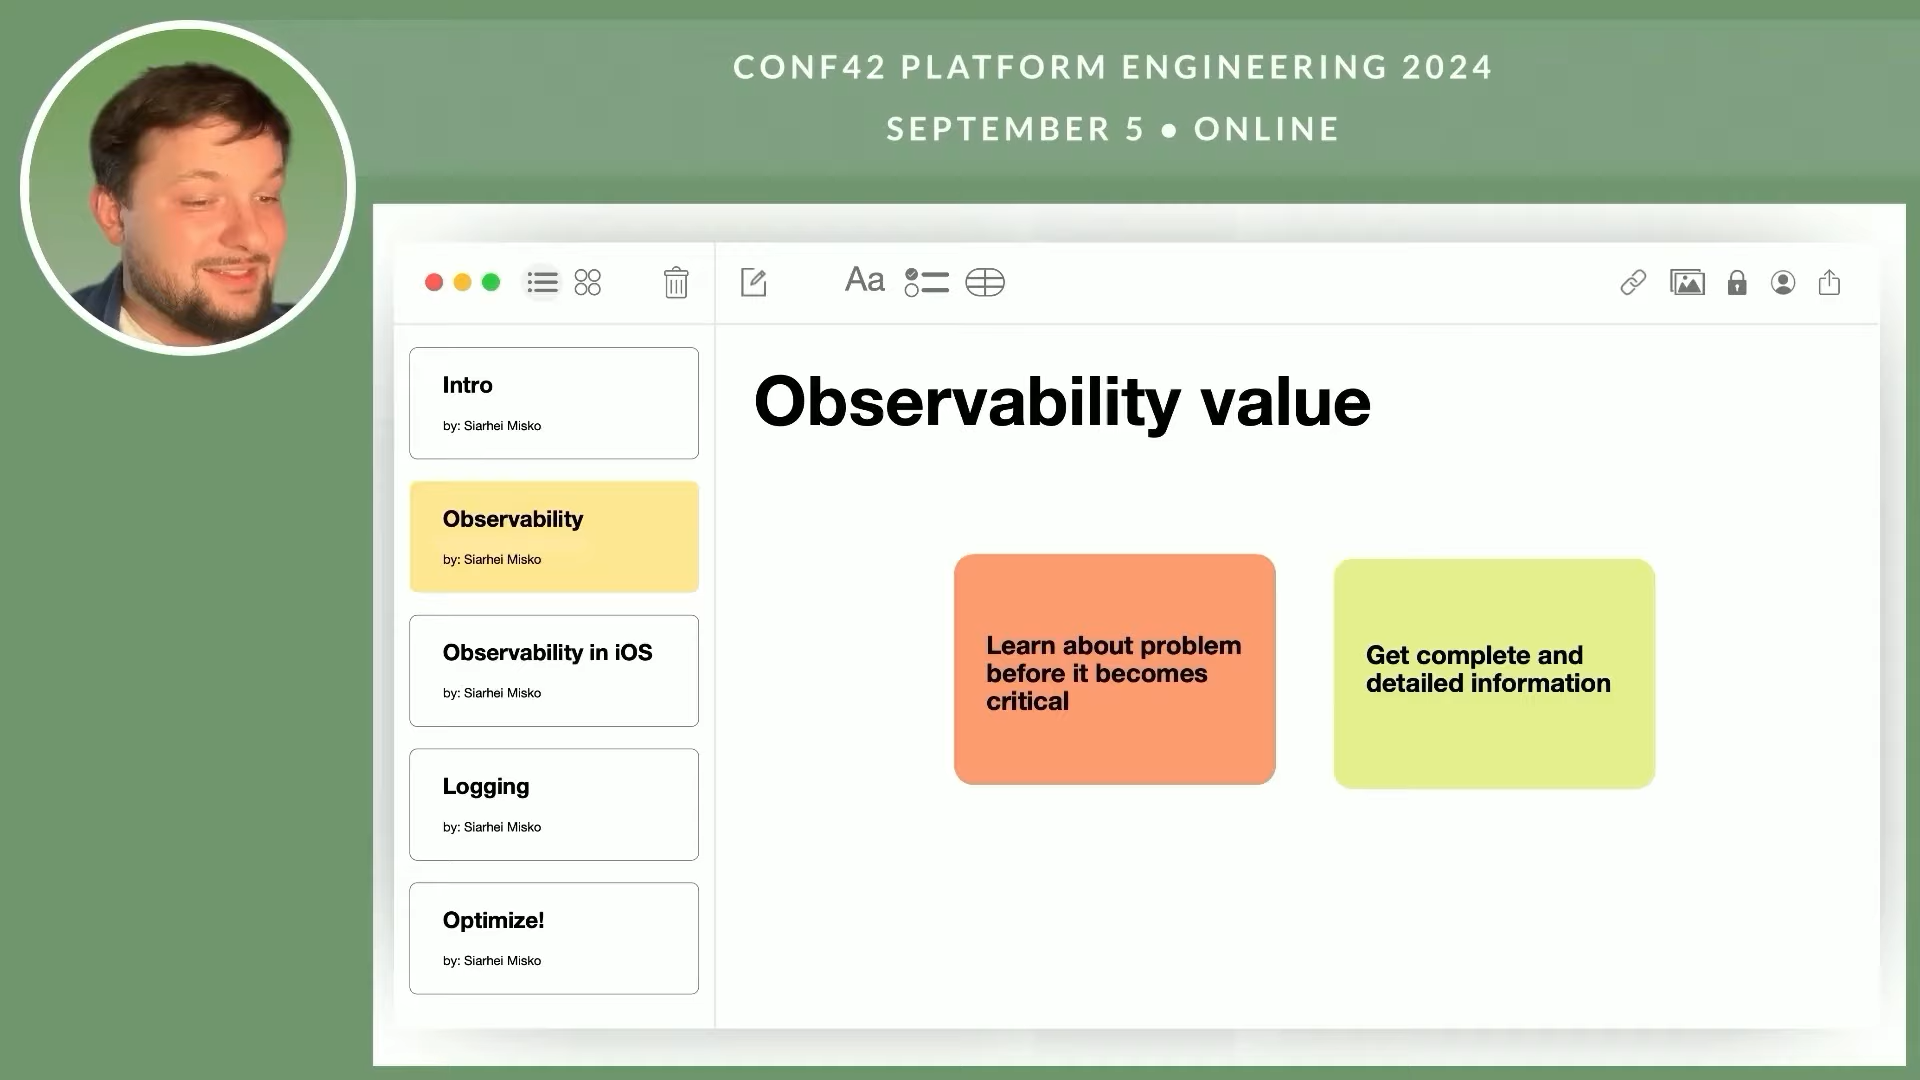 CONF42 PLATFORM ENGINEERING 2024
SEPTEMBER 5 • ONLINE
Aa
Intro
by: Siarhei Misko
Observability
by: Siarhei Misko
Observability in iOS
by: Siarhei Misko
Logging
by: Siarhei Misko
Optimize!
by: Siarhei Misko
Observability value
Learn about problem
before it becomes
critical
Get complete and
detailed information